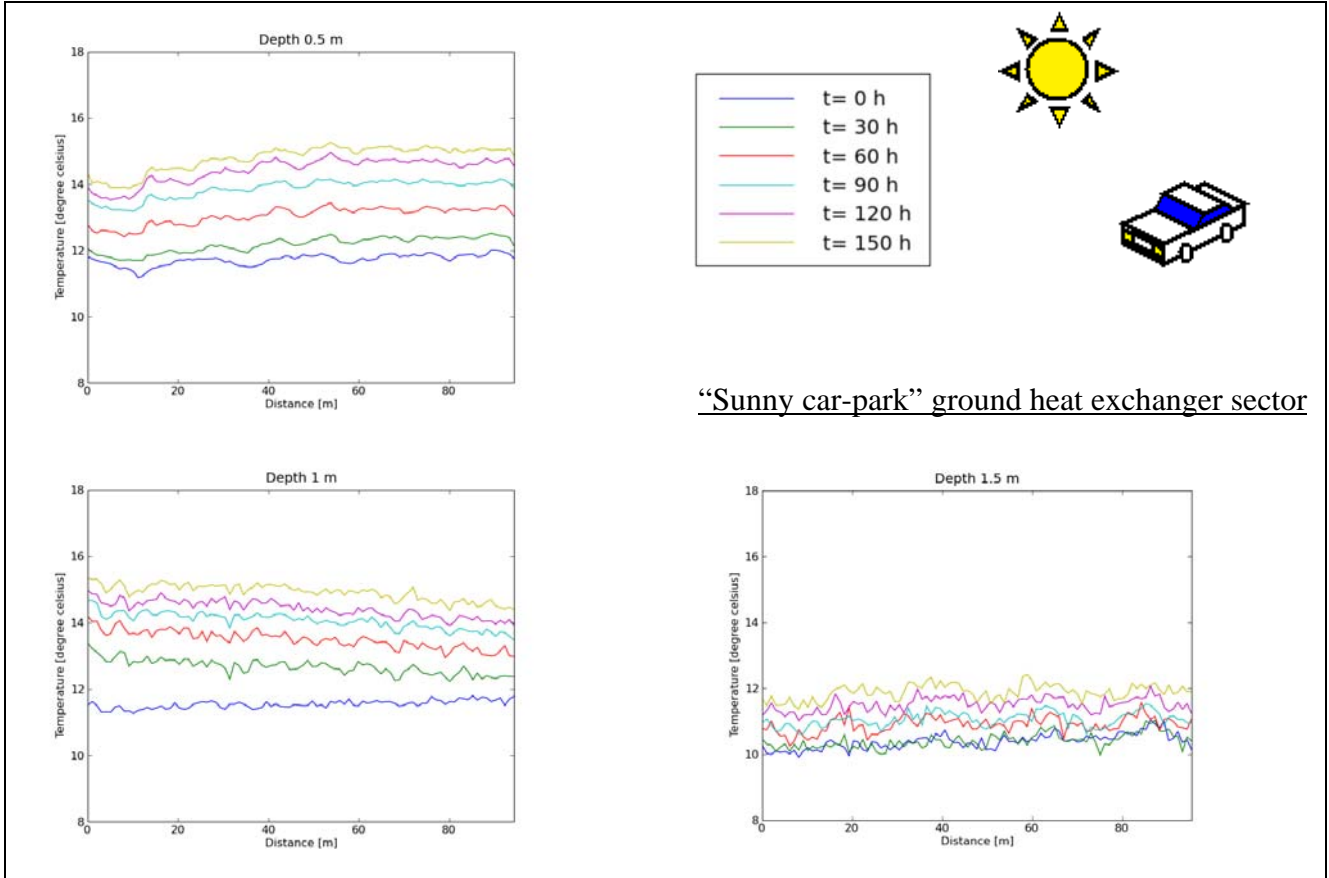 Depth 0.5 m
18
16
14
12
10
8
Temperature [degree celsius]
0 20 40 60 80
Distance [m]
t= 0 h
t= 30 h
t= 60 h
t= 90 h
t= 120 h
t= 150 h
“Sunny car-park” ground heat exchanger sector
Depth 1 m
18
16
14
12
10
8
Temperature [degree celsius]
0 20 40 60 80
Distance [m]
Depth 1.5 m
18
16
14
12
10
8
Temperature [degree celsius]
0 20 40 60 80
Distance [m]